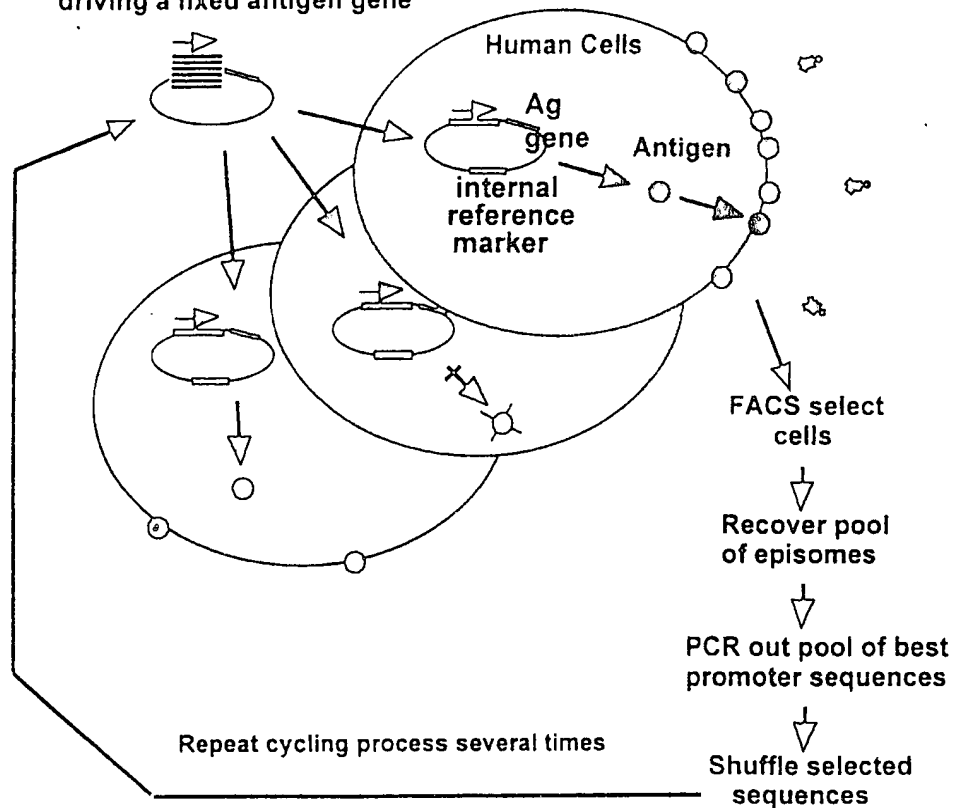 driving a fixed antigen gene
Human Cells
Ag
gene
Antigen
internal
reference
marker
FACS select
cells
Recover pool
of episomes
PCR out pool of best
promoter sequences
Repeat cycling process several times
Shuffle selected
sequences